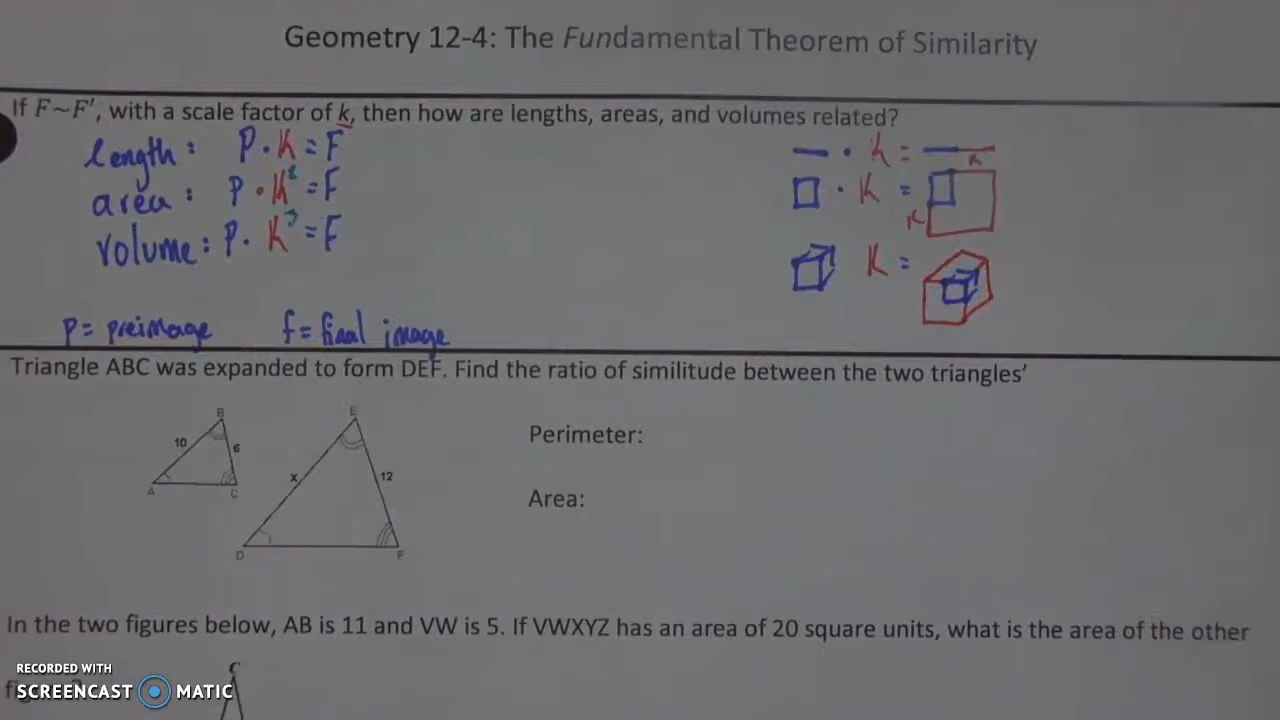 Geometry 12-4: The Fundamental Theorem of Similarity
If F~F', with a scale factor of k, then how are lengths, areas, and volumes related?
length: P · K = F
area: P · K² = F
volume: P · K³ = F
· K = K
· K = K
K =
P = preimage F = final image
Triangle ABC was expanded to form DEF. Find the ratio of similitude between the two triangles'
B
10
6
A
C
E
x
12
D
F
Perimeter:
Area:
In the two figures below, AB is 11 and VW is 5. If VWXYZ has an area of 20 square units, what is the area of the other
C
RECORDED WITH
SCREENCAST MATIC